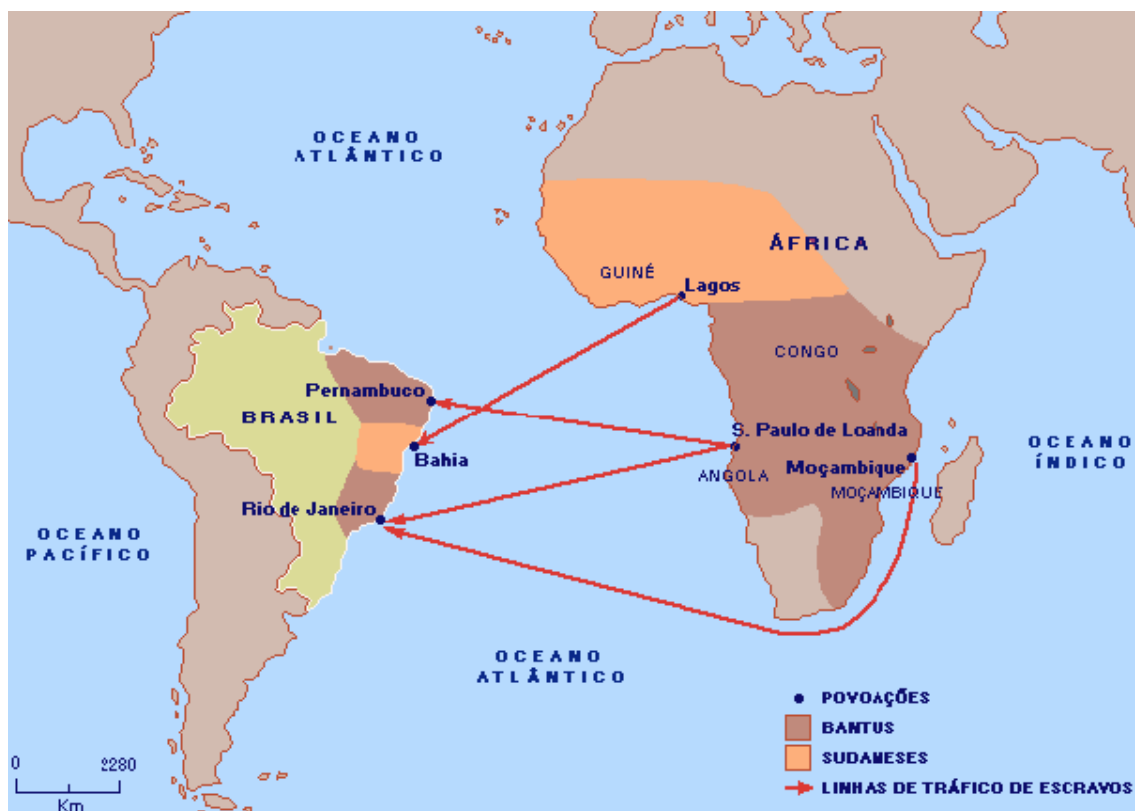 OCEANO
ATLÂNTICO
ÁFRICA
GUINÉ
Lagos
CONGO
Pernambuco
BRASIL
S. Paulo de Loanda
OCEANO
ÍNDICO
Bahia
Moçambique
ANGOLA
MOÇAMBIQUE
Rio de Janeiro
OCEANO
PACÍFICO
OCEANO
ATLÂNTICO
POVOAÇÕES
BANTUS
SUDANESES
LINHAS DE TRÁFICO DE ESCRAVOS
0 2280
Km